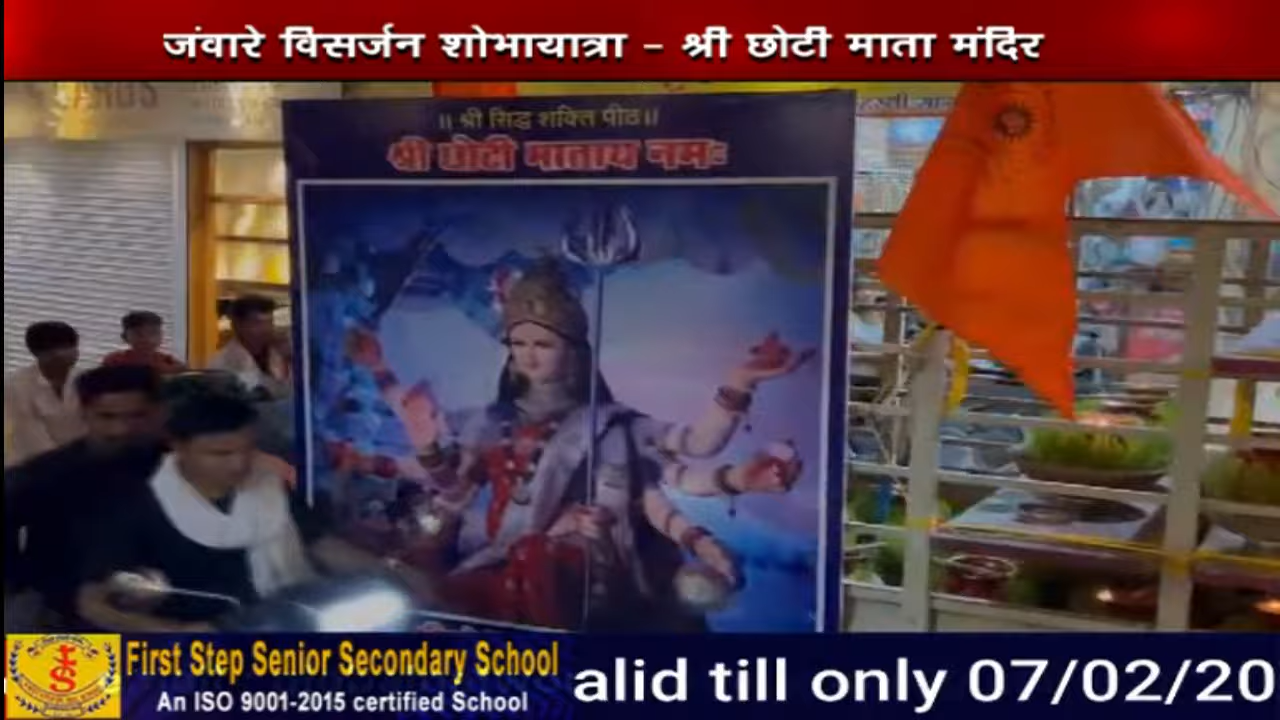 जंवारे विसर्जन शोभायात्रा - श्री छोटी माता मंदिर
॥ श्री सिद्ध शक्ति पीठ॥
श्री छोटी माताय नमः
First Step Senior Secondary School
An ISO 9001-2015 certified School
alid till only 07/02/20